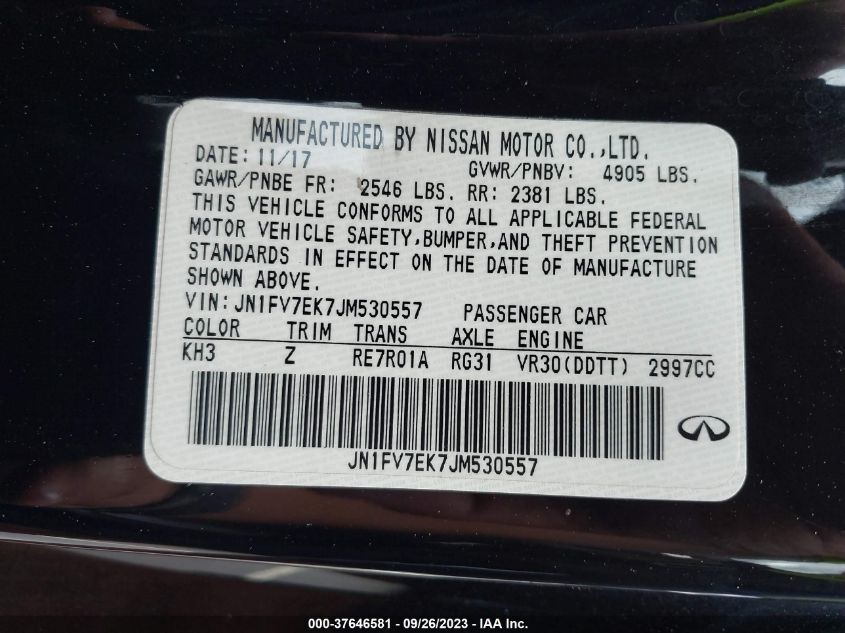 MANUFACTURED BY NISSAN MOTOR CO.,LTD.
DATE: 11/17 GVWR/PNBV: 4905 LBS.
GAWR/PNBE FR: 2546 LBS. RR: 2381 LBS.
THIS VEHICLE CONFORMS TO ALL APPLICABLE FEDERAL
MOTOR VEHICLE SAFETY,BUMPER,AND THEFT PREVENTION
STANDARDS IN EFFECT ON THE DATE OF MANUFACTURE
SHOWN ABOVE.
VIN: JN1FV7EK7JM530557 PASSENGER CAR
COLOR TRIM TRANS AXLE ENGINE
KH3 Z RE7R01A RG31 VR30(DDTT) 2997CC
JN1FV7EK7JM530557
000-37646581 - 09/26/2023 - IAA Inc.